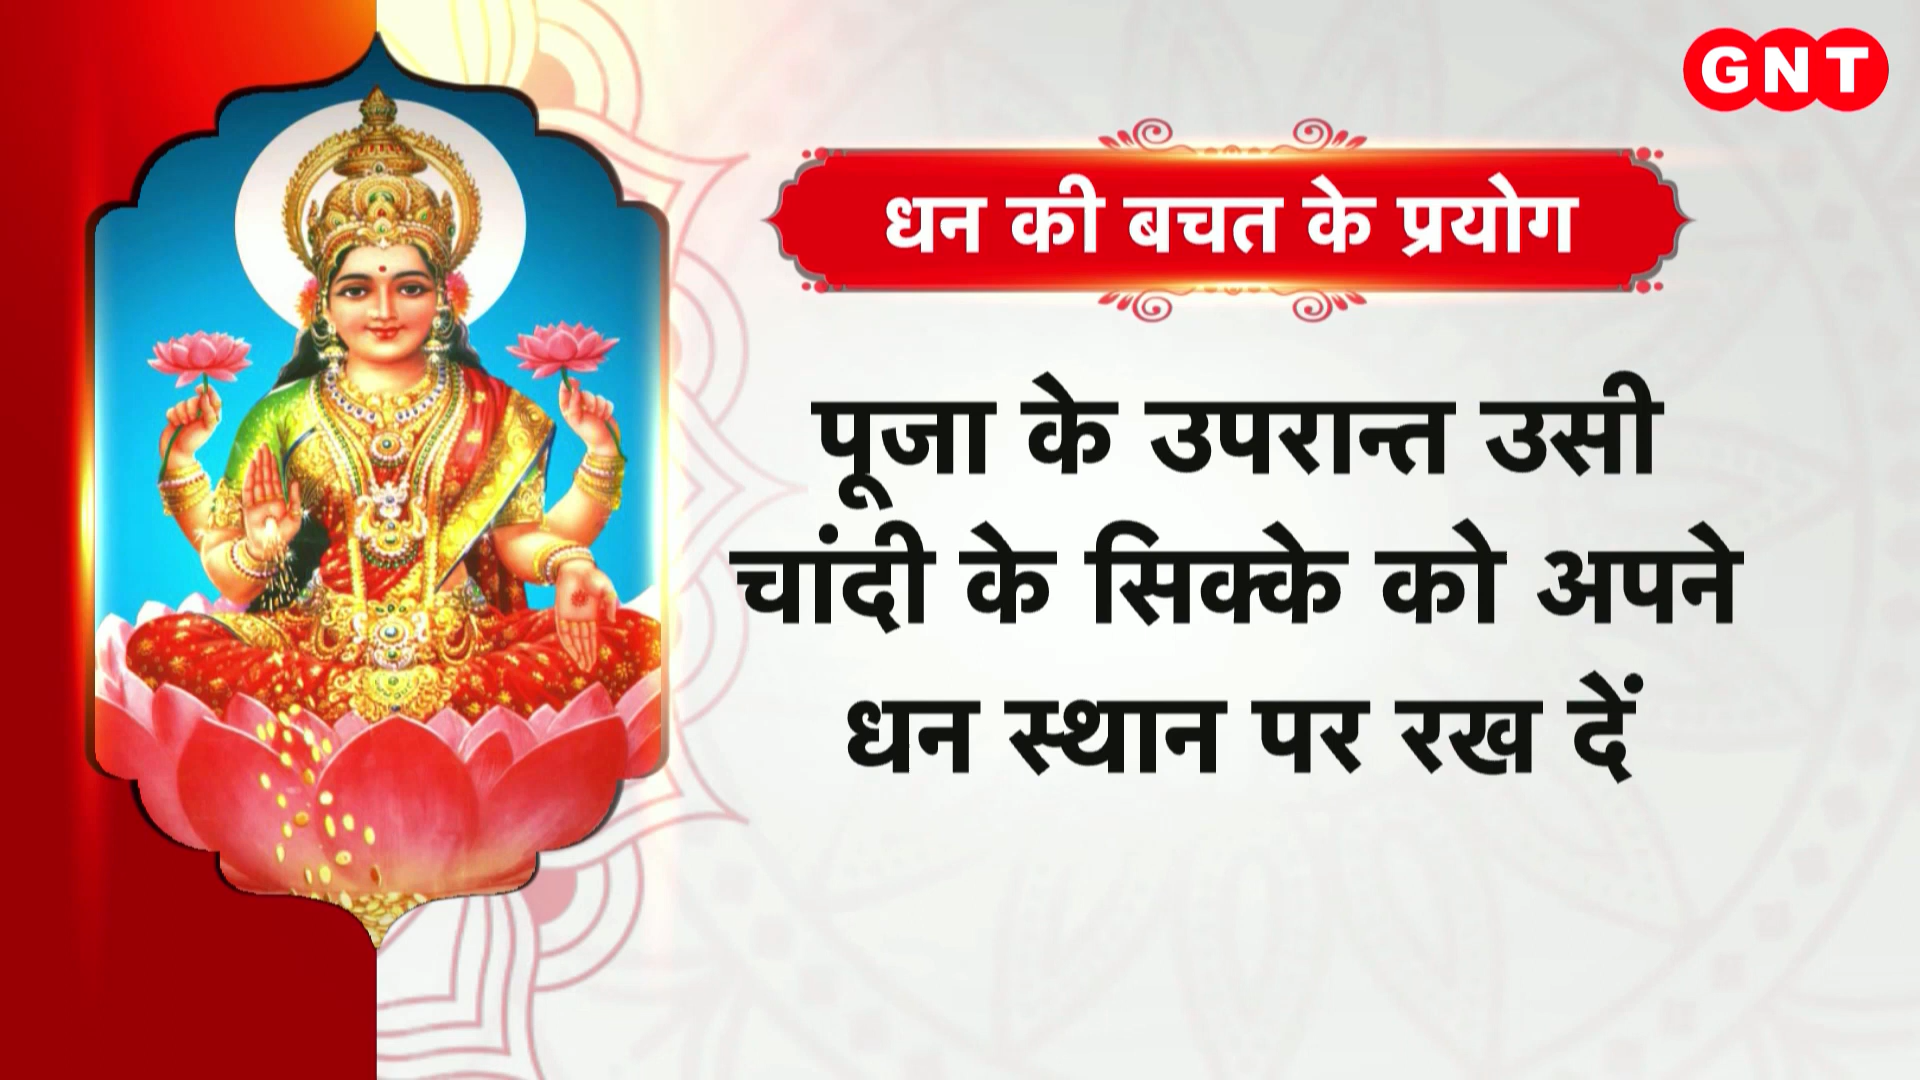 GNT
धन की बचत के प्रयोग
पूजा के उपरान्त उसी
चांदी के सिक्के को अपने
धन स्थान पर रख दें